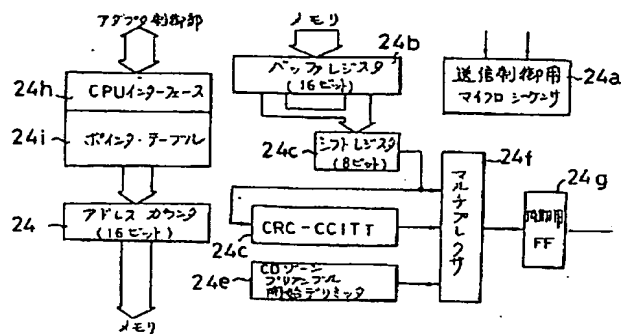 アダプタ制御部
24h
CPUインターフェース
24i
ポインタ・テーブル
24
アドレス カウンタ
(16ビット)
メモリ
メモリ
24b
バッファレジスタ
(16ビット)
24c
シフトレジスタ
(8ビット)
24c
CRC-CCITT
24e
CDゾーン
プリアンブル
開始デリミッタ
24f
マルチプレクサ
送信制御用
マイクロシーケンサ
24a
24g
同期用
FF